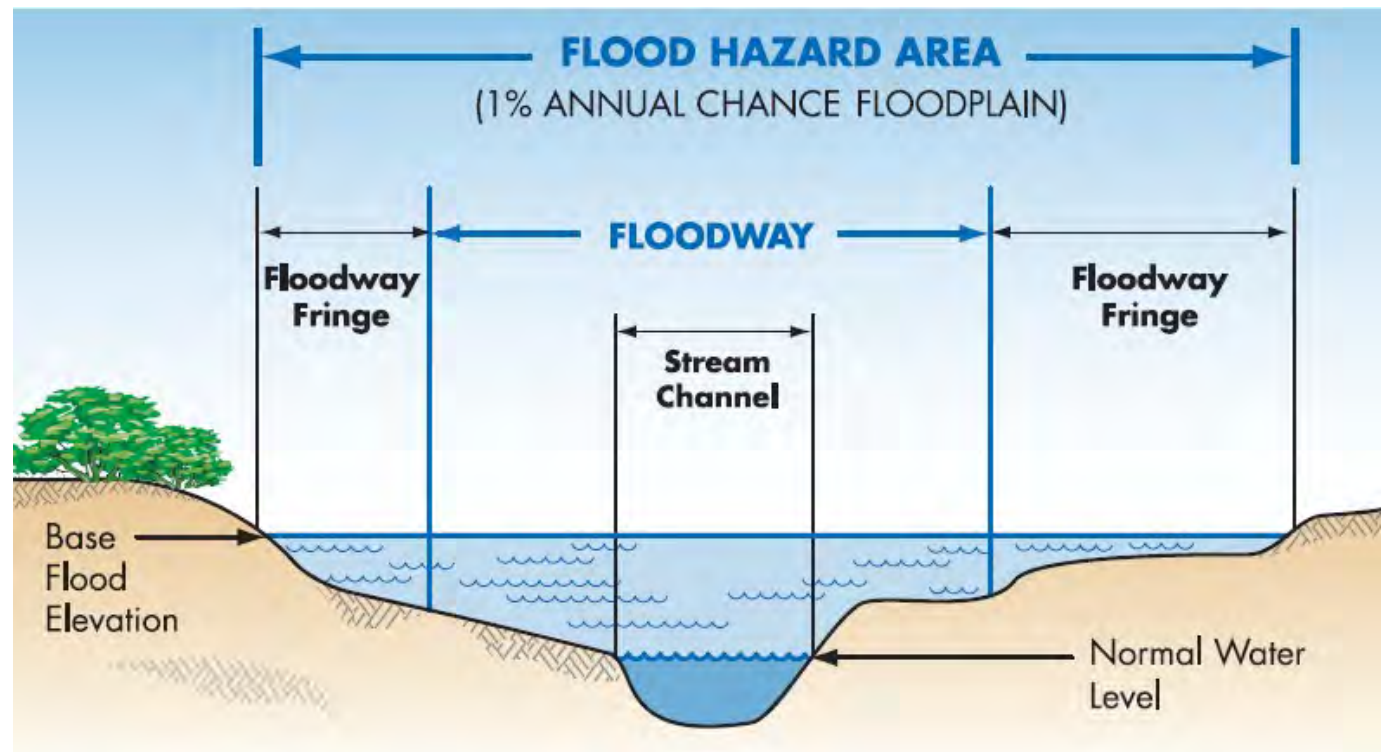 FLOOD HAZARD AREA
(1% ANNUAL CHANCE FLOODPLAIN)
FLOODWAY
Floodway
Fringe
Floodway
Fringe
Stream
Channel
Base
Flood
Elevation
Normal Water
Level